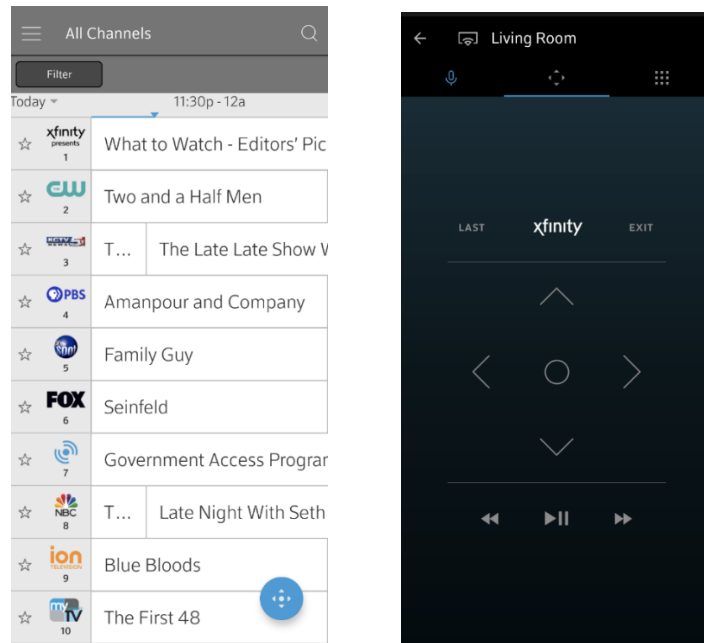 All Channels
Filter
Today 11:30p - 12a
xfinity
presents
1
What to Watch - Editors' Pic
CW
2
Two and a Half Men
3
T...
The Late Late Show W
PBS
4
Amanpour and Company
5
Family Guy
FOX
6
Seinfeld
7
Government Access Program
NBC
8
T...
Late Night With Seth
ion
TELEVISION
9
Blue Bloods
my
TV
10
The First 48
Living Room
LAST xfinity EXIT